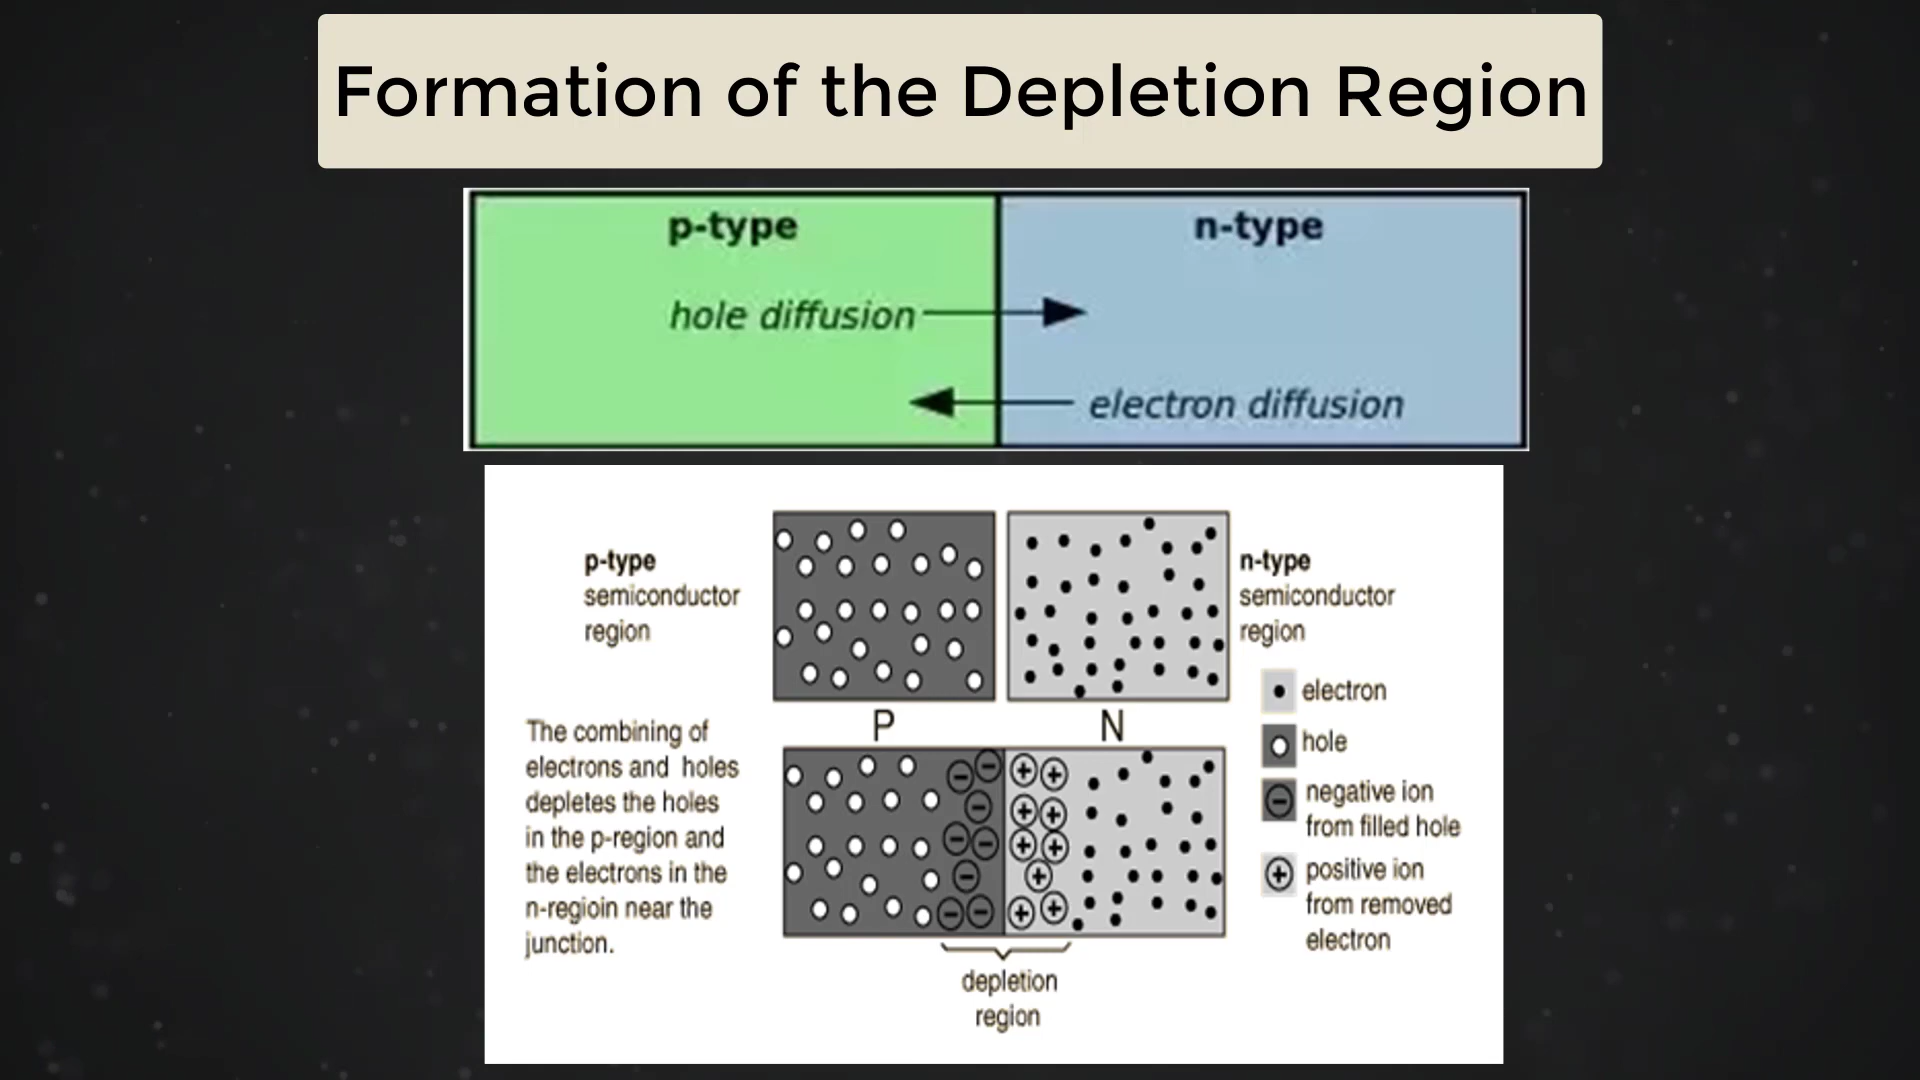 Formation of the Depletion Region
p-type
n-type
hole diffusion
electron diffusion
p-type
semiconductor
region
n-type
semiconductor
region
electron
hole
negative ion
from filled hole
positive ion
from removed
electron
P
N
The combining of
electrons and holes
depletes the holes
in the p-region and
the electrons in the
n-regioin near the
junction.
depletion
region